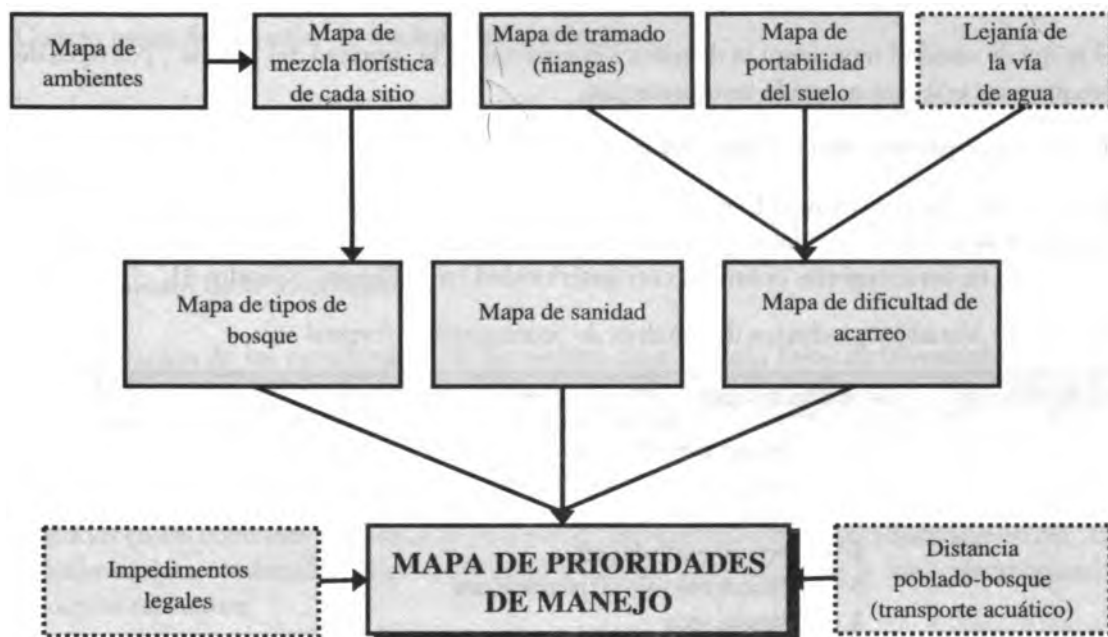 Mapa de
ambientes
Mapa de
mezcla florística
de cada sitio
Mapa de tramado
(ñiangas)
Mapa de
portabilidad
del suelo
Lejanía de
la vía
de agua
Mapa de tipos de
bosque
Mapa de sanidad
Mapa de dificultad de
acarreo
Impedimentos
legales
MAPA DE PRIORIDADES
DE MANEJO
Distancia
poblado-bosque
(transporte acuático)